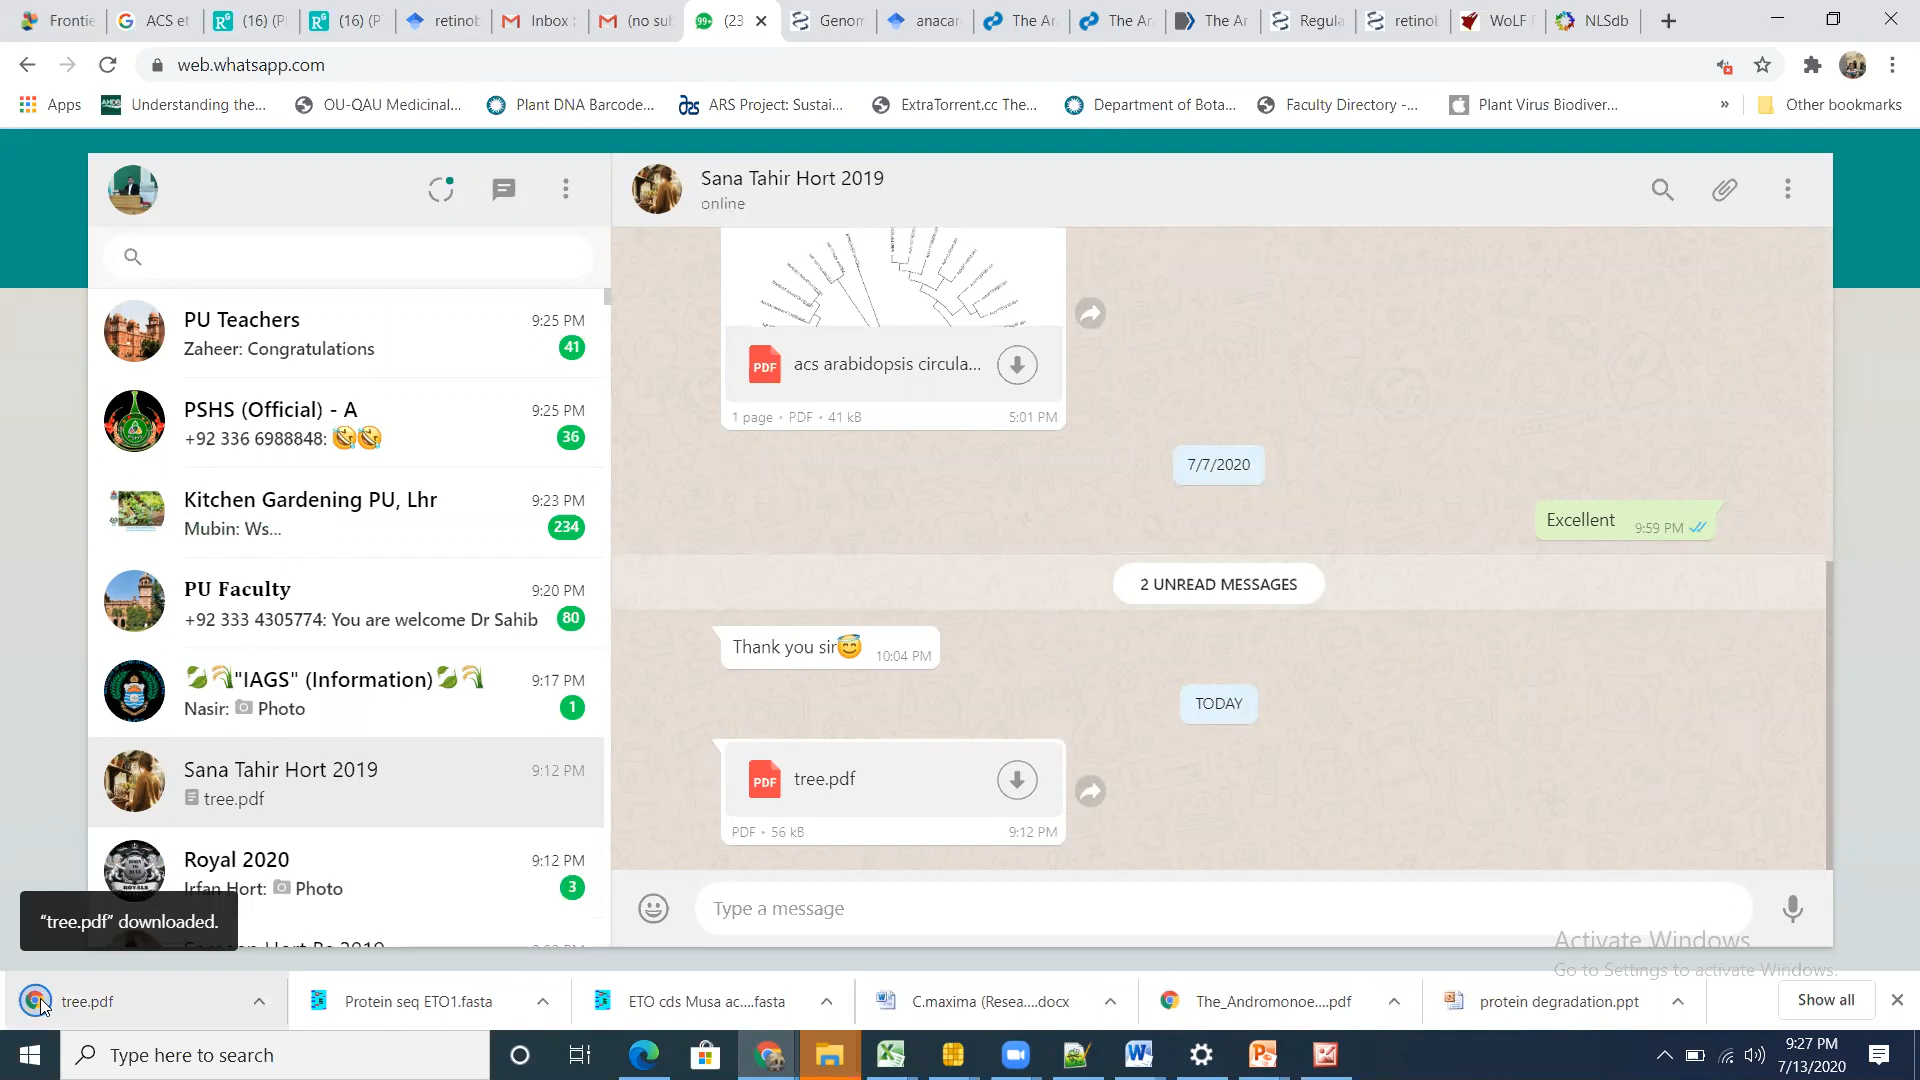 Frontie
ACS et
(16) (P
(16) (P
retinob
Inbox
(no sub
(23
Genom
anacar
The Ar
The Ar
The Ar
Regula
retinob
WoLF
NLSdb
web.whatsapp.com
Apps
Understanding the...
OU-QAU Medicinal...
Plant DNA Barcode...
ARS Project: Sustai...
ExtraTorrent.cc The...
Department of Bota...
Faculty Directory -...
Plant Virus Biodiver...
»
Other bookmarks
Sana Tahir Hort 2019
online
PU Teachers
9:25 PM
Zaheer: Congratulations
41
PSHS (Official) - A
9:25 PM
+92 336 6988848: 🤣🤣
36
Kitchen Gardening PU, Lhr
9:23 PM
Mubin: Ws...
234
PU Faculty
9:20 PM
+92 333 4305774: You are welcome Dr Sahib
80
"IAGS" (Information)
9:17 PM
Nasir: Photo
1
Sana Tahir Hort 2019
9:12 PM
tree.pdf
Royal 2020
9:12 PM
Irfan Hort: Photo
3
PDF
acs arabidopsis circula...
1 page • PDF • 41 kB
5:01 PM
7/7/2020
Excellent
9:59 PM
2 UNREAD MESSAGES
Thank you sir😇
10:04 PM
TODAY
PDF
tree.pdf
PDF • 56 kB
9:12 PM
Type a message
"tree.pdf" downloaded.
Activate Windows
Go to Settings to activate Windows.
tree.pdf
Protein seq ETO1.fasta
ETO cds Musa ac....fasta
C.maxima (Resea....docx
The_Andromonoe....pdf
protein degradation.ppt
Show all
Type here to search
9:27 PM
7/13/2020